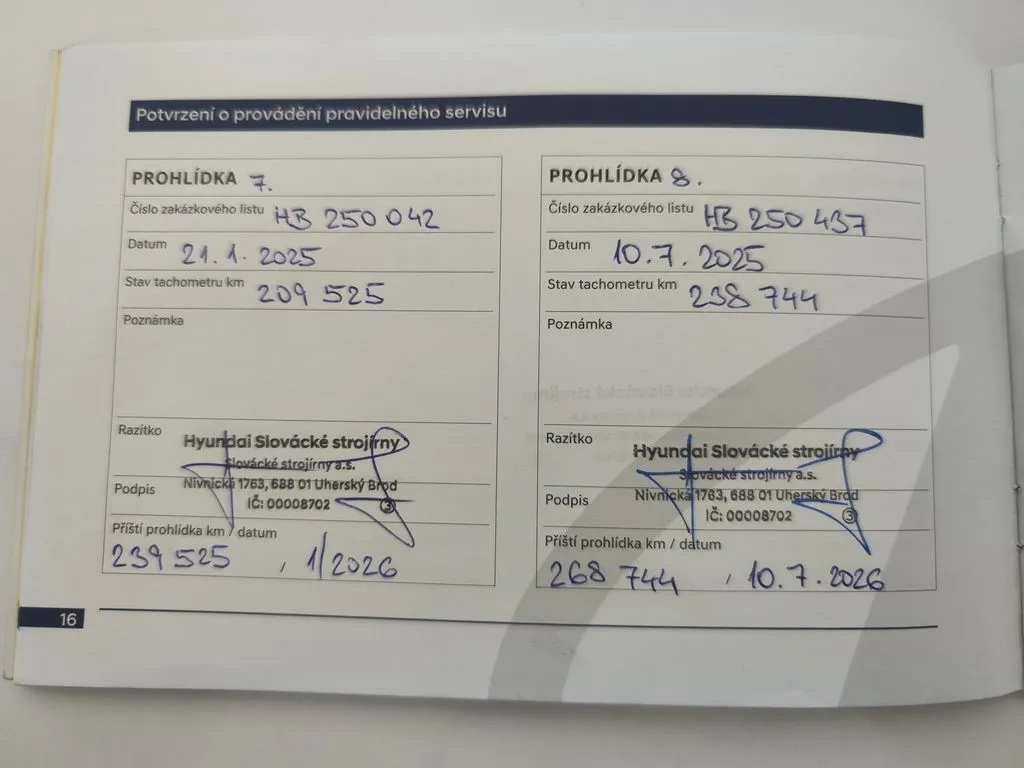 Potvrzení o provádění pravidelného servisu
PROHLÍDKA 7.
Číslo zakázkového listu HB 250 042
Datum 21.1.2025
Stav tachometru km 209 525
Poznámka
Razítko
Hyundai Slovácké strojírny
Slovácké strojírny a.s.
Nivnická 1763, 688 01 Uherský Brod
IČ: 00008702 3
Podpis
Příští prohlídka km / datum
239 525 , 1/2026
PROHLÍDKA 8.
Číslo zakázkového listu HB 250 437
Datum 10.7.2025
Stav tachometru km 238 744
Poznámka
Razítko
Hyundai Slovácké strojírny
Slovácké strojírny a.s.
Nivnická 1763, 688 01 Uherský Brod
IČ: 00008702 3
Podpis
Příští prohlídka km / datum
268 744 , 10.7.2026
16